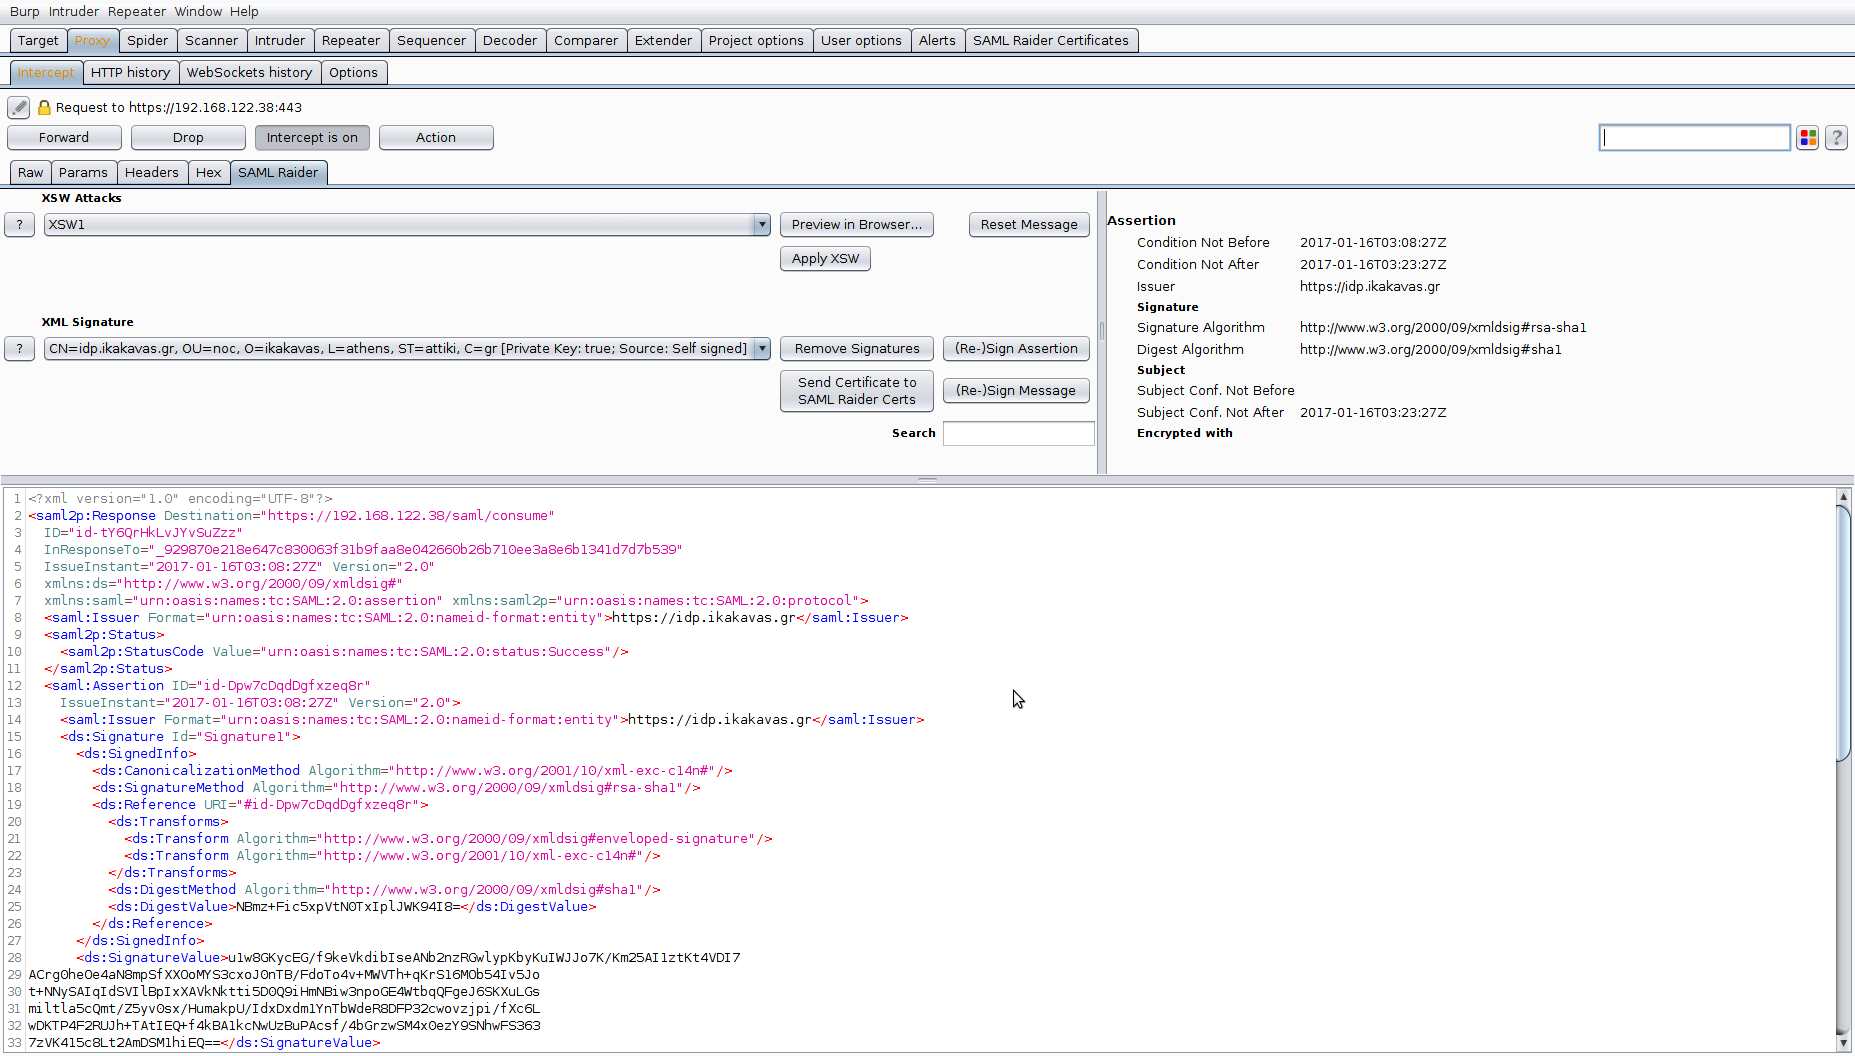 Burp Intruder Repeater Window Help
Target Proxy Spider Scanner Intruder Repeater Sequencer Decoder Comparer Extender Project options User options Alerts SAML Raider Certificates
Intercept HTTP history WebSockets history Options
Request to https://192.168.122.38:443
Forward Drop Intercept is on Action ?
Raw Params Headers Hex SAML Raider
XSW Attacks
? XSW1 Preview in Browser... Reset Message
Apply XSW
XML Signature
? CN=idp.ikakavas.gr, OU=noc, O=ikakavas, L=athens, ST=attiki, C=gr [Private Key: true; Source: Self signed] Remove Signatures (Re-)Sign Assertion
Send Certificate to
SAML Raider Certs
(Re-)Sign Message
Search
Assertion
Condition Not Before 2017-01-16T03:08:27Z
Condition Not After 2017-01-16T03:23:27Z
Issuer https://idp.ikakavas.gr
Signature
Signature Algorithm http://www.w3.org/2000/09/xmldsig#rsa-sha1
Digest Algorithm http://www.w3.org/2000/09/xmldsig#sha1
Subject
Subject Conf. Not Before
Subject Conf. Not After 2017-01-16T03:23:27Z
Encrypted with
1 <?xml version="1.0" encoding="UTF-8"?>
2 <saml2p:Response Destination="https://192.168.122.38/saml/consume"
3 ID="id-tY6QrHkLvJYvSuZzz"
4 InResponseTo="_929870e218e647c830063f31b9faa8e042660b26b710ee3a8e6b1341d7d7b539"
5 IssueInstant="2017-01-16T03:08:27Z" Version="2.0"
6 xmlns:ds="http://www.w3.org/2000/09/xmldsig#"
7 xmlns:saml="urn:oasis:names:tc:SAML:2.0:assertion" xmlns:saml2p="urn:oasis:names:tc:SAML:2.0:protocol">
8 <saml:Issuer Format="urn:oasis:names:tc:SAML:2.0:nameid-format:entity">https://idp.ikakavas.gr</saml:Issuer>
9 <saml2p:Status>
10 <saml2p:StatusCode Value="urn:oasis:names:tc:SAML:2.0:status:Success"/>
11 </saml2p:Status>
12 <saml:Assertion ID="id-Dpw7cDqdDgfxzeq8r"
13 IssueInstant="2017-01-16T03:08:27Z" Version="2.0">
14 <saml:Issuer Format="urn:oasis:names:tc:SAML:2.0:nameid-format:entity">https://idp.ikakavas.gr</saml:Issuer>
15 <ds:Signature Id="Signature1">
16 <ds:SignedInfo>
17 <ds:CanonicalizationMethod Algorithm="http://www.w3.org/2001/10/xml-exc-c14n#"/>
18 <ds:SignatureMethod Algorithm="http://www.w3.org/2000/09/xmldsig#rsa-sha1"/>
19 <ds:Reference URI="#id-Dpw7cDqdDgfxzeq8r">
20 <ds:Transforms>
21 <ds:Transform Algorithm="http://www.w3.org/2000/09/xmldsig#enveloped-signature"/>
22 <ds:Transform Algorithm="http://www.w3.org/2001/10/xml-exc-c14n#"/>
23 </ds:Transforms>
24 <ds:DigestMethod Algorithm="http://www.w3.org/2000/09/xmldsig#sha1"/>
25 <ds:DigestValue>NBmz+Fic5xpVtN0TxIplJWK94I8=</ds:DigestValue>
26 </ds:Reference>
27 </ds:SignedInfo>
28 <ds:SignatureValue>u1w8GKycEG/f9keVkdibIseANb2nzRGwlypKbyKuIWJJo7K/Km25AI1ztKt4VDI7
29 ACrg0heOe4aN8mpSfXXOoMYS3cxoJ0nTB/FdoTo4v+MWVTh+qKrS16MOb54Iv5Jo
30 t+NNySAIqIdSVIlBpIxXAVkNktti5D0Q9iHmNBiw3npoGE4WtbqQFgeJ6SKXuLGs
31 miltla5cQmt/Z5yv0sx/HumakpU/IdxDxdm1YnTbWdeR8DFP32cwovzjpi/fXc6L
32 wDKTP4F2RUJh+TAtIEQ+f4kBA1kcNwUzBuPAcsf/4bGrzwSM4x0ezY9SNhwFS363
33 7zVK415c8Lt2AmDSM1hiEQ==</ds:SignatureValue>